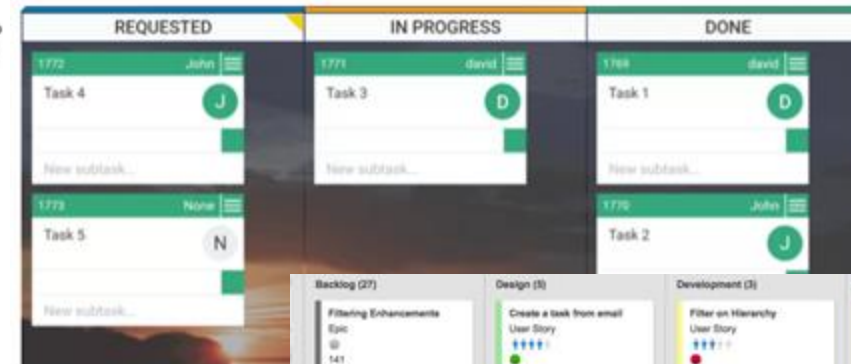 REQUESTED
IN PROGRESS
DONE
1772 John
Task 4
J
New subtask...
1773 None
Task 5
N
New subtask...
1771 david
Task 3
D
New subtask...
1769 david
Task 1
D
New subtask...
1770 John
Task 2
J
Backlog (27)
Filtering Enhancements
Epic
141
Design (5)
Create a task from email
User Story
Development (3)
Filter on Hierarchy
User Story